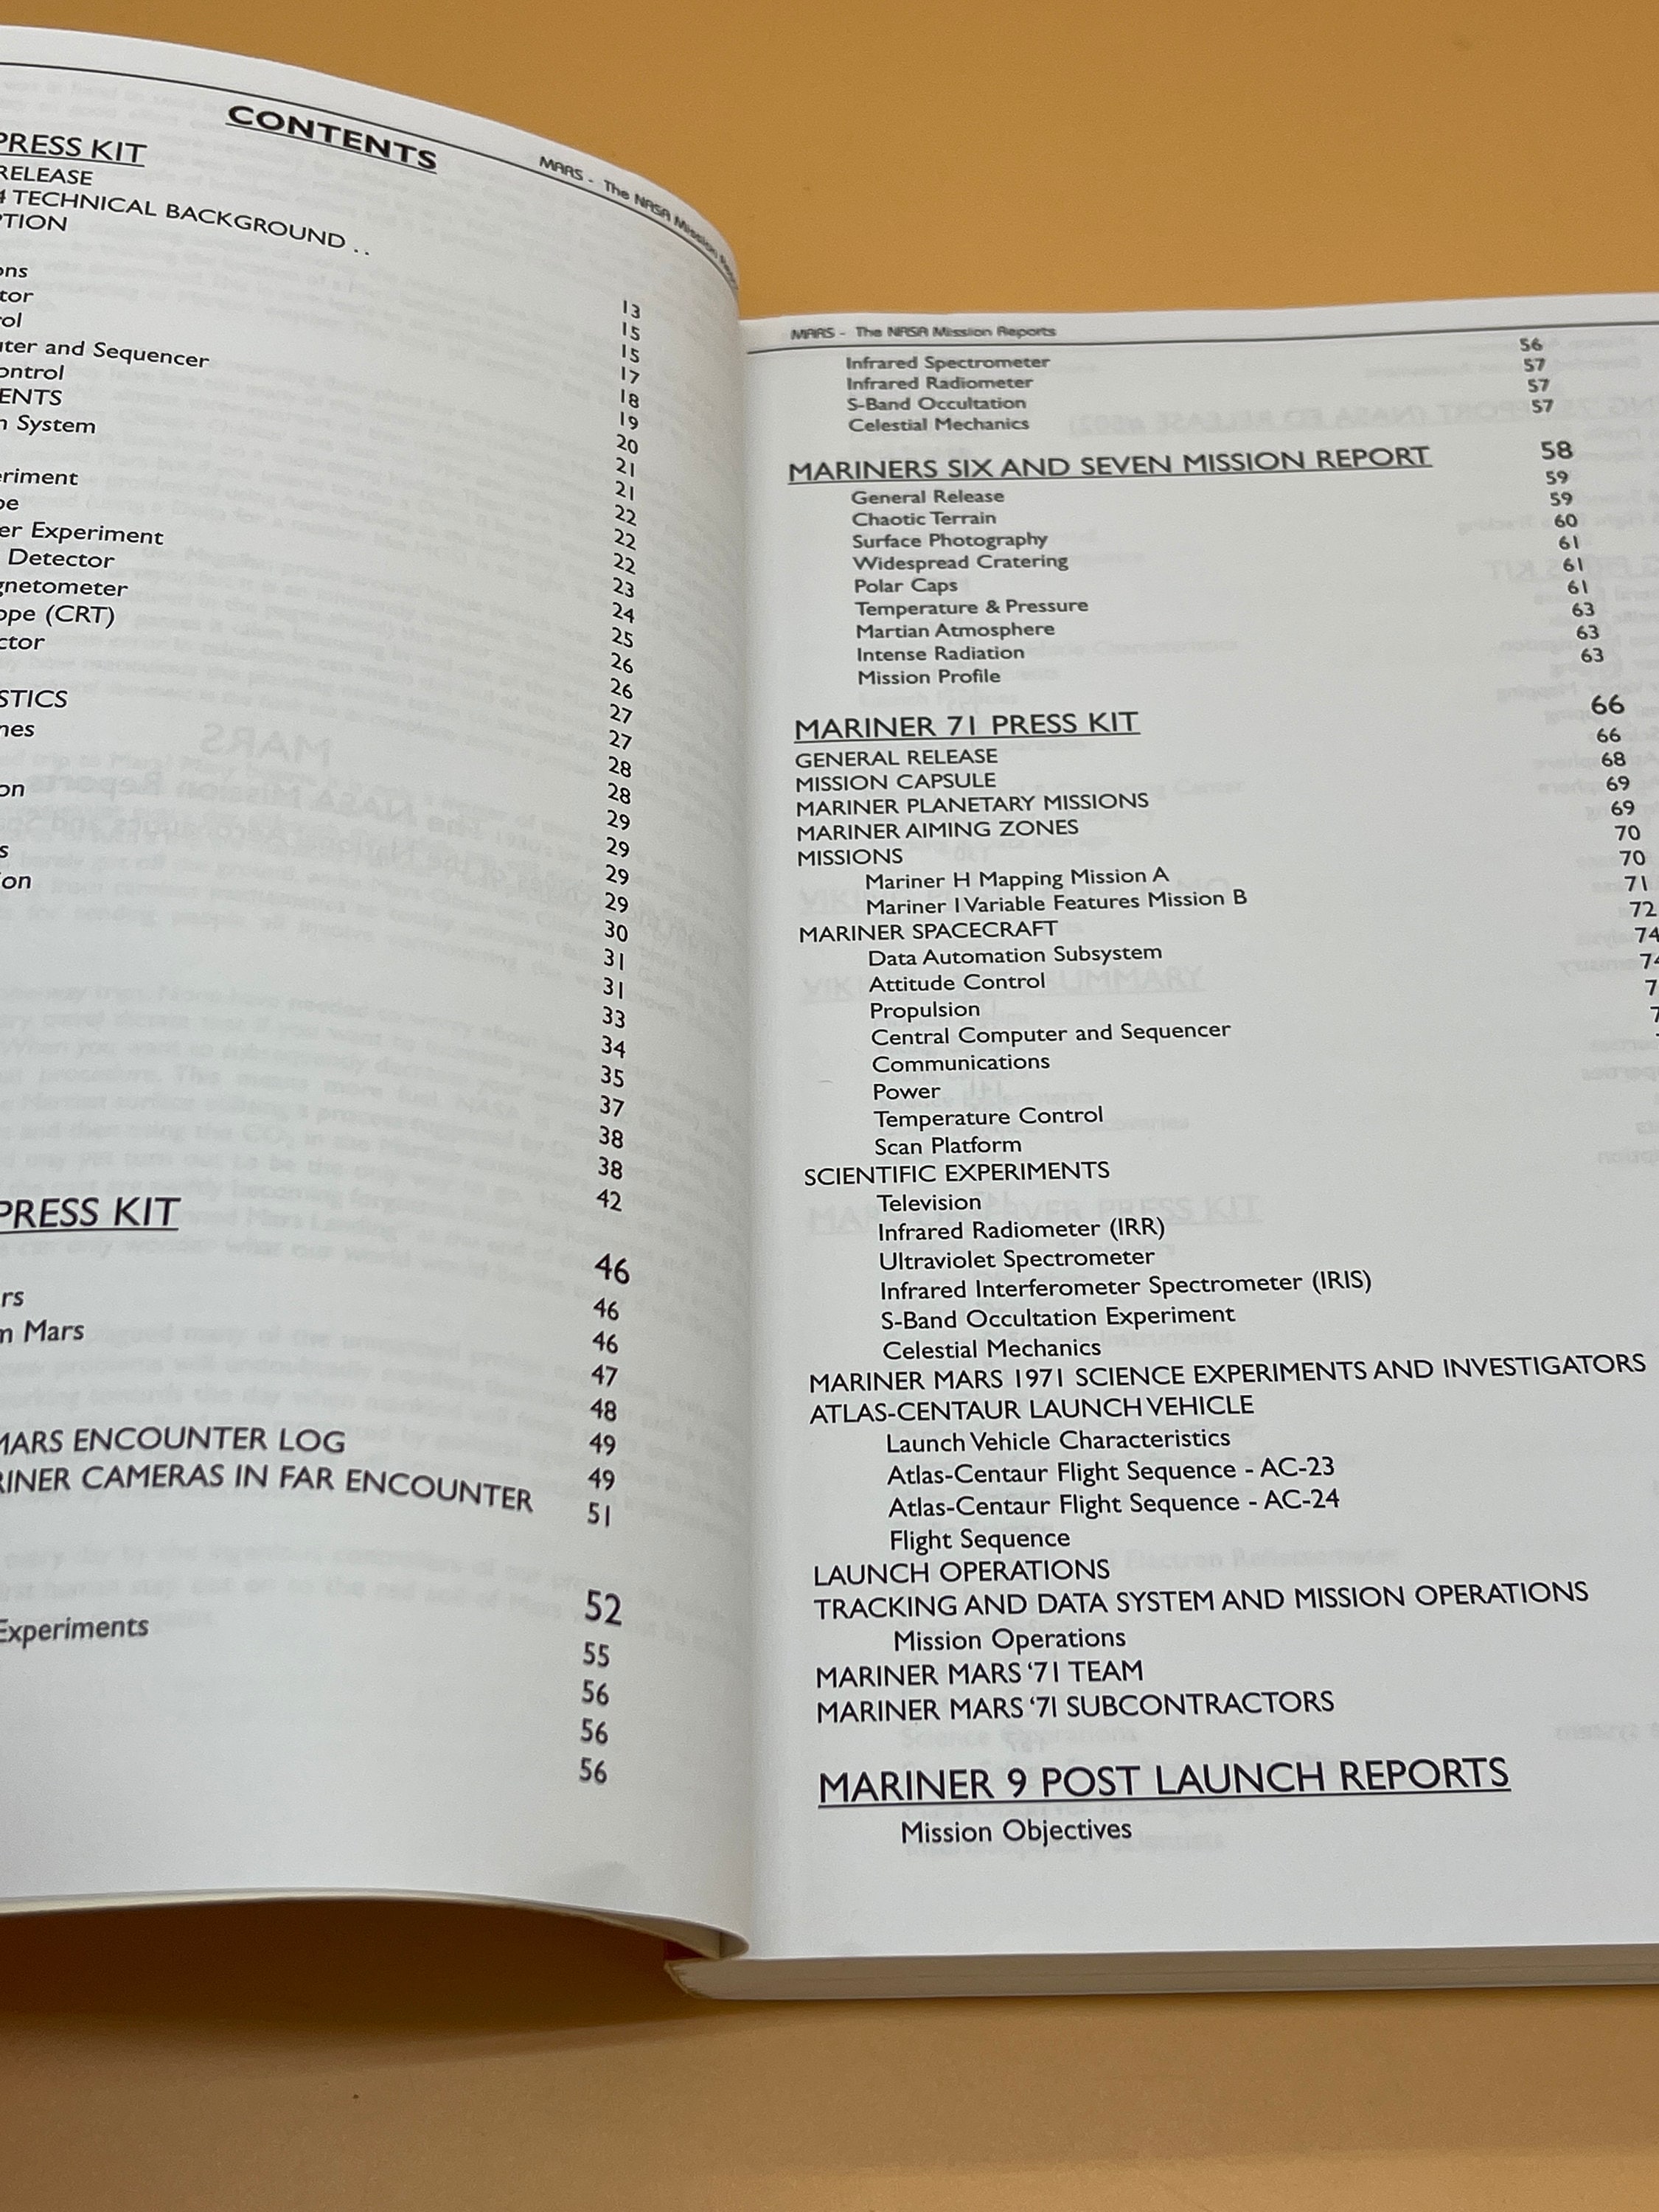 CONTENTS
MARS - The NASA Mission
PRESS KIT
RELEASE
4 TECHNICAL BACKGROUND . .
PTION
ons
tor
ol
uter and Sequencer
ontrol
ENTS
n System
eriment
pe
er Experiment
Detector
gnetometer
ope (CRT)
ctor
STICS
nes
on
s
ion
13
15
15
17
18
19
20
21
21
22
22
22
23
24
25
26
26
27
27
28
28
29
29
29
29
30
31
31
33
34
35
37
38
38
42
PRESS KIT 46
rs 46
m Mars 46
47
48
MARS ENCOUNTER LOG 49
RINER CAMERAS IN FAR ENCOUNTER 49
51
52
Experiments 55
56
56
56
MARS - The NASA Mission Reports
Infrared Spectrometer 56
Infrared Radiometer 57
S-Band Occultation 57
Celestial Mechanics 57
MARINERS SIX AND SEVEN MISSION REPORT 58
General Release 59
Chaotic Terrain 59
Surface Photography 60
Widespread Cratering 61
Polar Caps 61
Temperature & Pressure 61
Martian Atmosphere 63
Intense Radiation 63
Mission Profile 63
MARINER 71 PRESS KIT 66
GENERAL RELEASE 66
MISSION CAPSULE 68
MARINER PLANETARY MISSIONS 69
MARINER AIMING ZONES 69
MISSIONS 70
Mariner H Mapping Mission A 70
Mariner I Variable Features Mission B 71
MARINER SPACECRAFT 72
Data Automation Subsystem 74
Attitude Control 74
Propulsion 7
Central Computer and Sequencer 7
Communications
Power
Temperature Control
Scan Platform
SCIENTIFIC EXPERIMENTS
Television
Infrared Radiometer (IRR)
Ultraviolet Spectrometer
Infrared Interferometer Spectrometer (IRIS)
S-Band Occultation Experiment
Celestial Mechanics
MARINER MARS 1971 SCIENCE EXPERIMENTS AND INVESTIGATORS
ATLAS-CENTAUR LAUNCH VEHICLE
Launch Vehicle Characteristics
Atlas-Centaur Flight Sequence - AC-23
Atlas-Centaur Flight Sequence - AC-24
Flight Sequence
LAUNCH OPERATIONS
TRACKING AND DATA SYSTEM AND MISSION OPERATIONS
Mission Operations
MARINER MARS ‘71 TEAM
MARINER MARS ‘71 SUBCONTRACTORS
MARINER 9 POST LAUNCH REPORTS
Mission Objectives